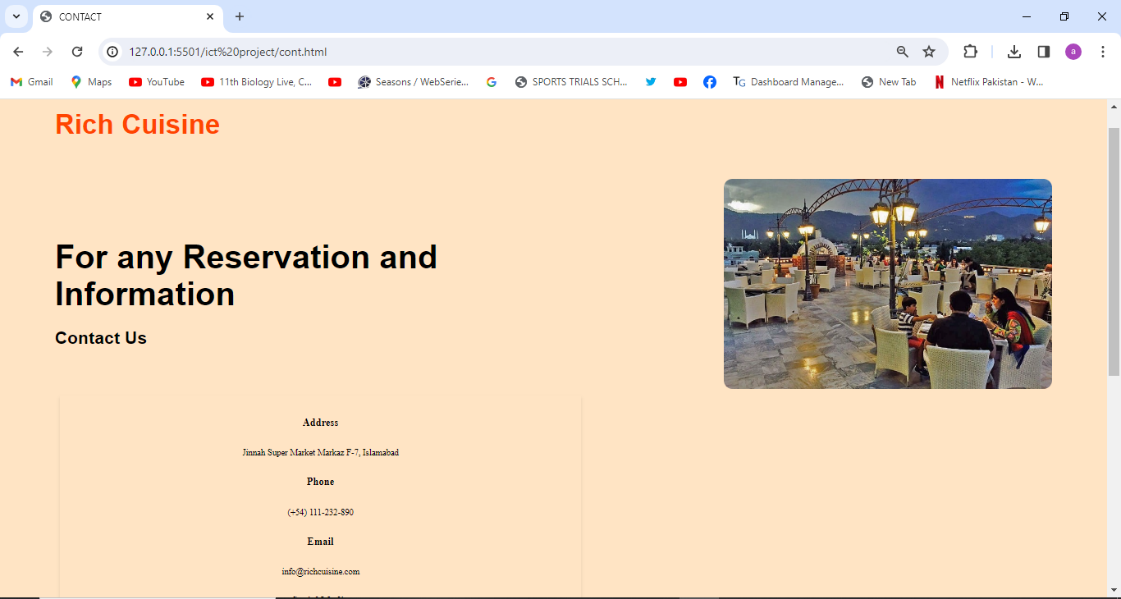 CONTACT
127.0.0.1:5501/ict%20project/cont.html
a
Gmail
Maps
YouTube
11th Biology Live, C...
Seasons / WebSerie...
SPORTS TRIALS SCH...
TG Dashboard Manage...
New Tab
Netflix Pakistan - W...
Rich Cuisine
For any Reservation and
Information
Contact Us
Address
Jinnah Super Market Markaz F-7, Islamabad
Phone
(+54) 111-232-890
Email
info@richcuisine.com